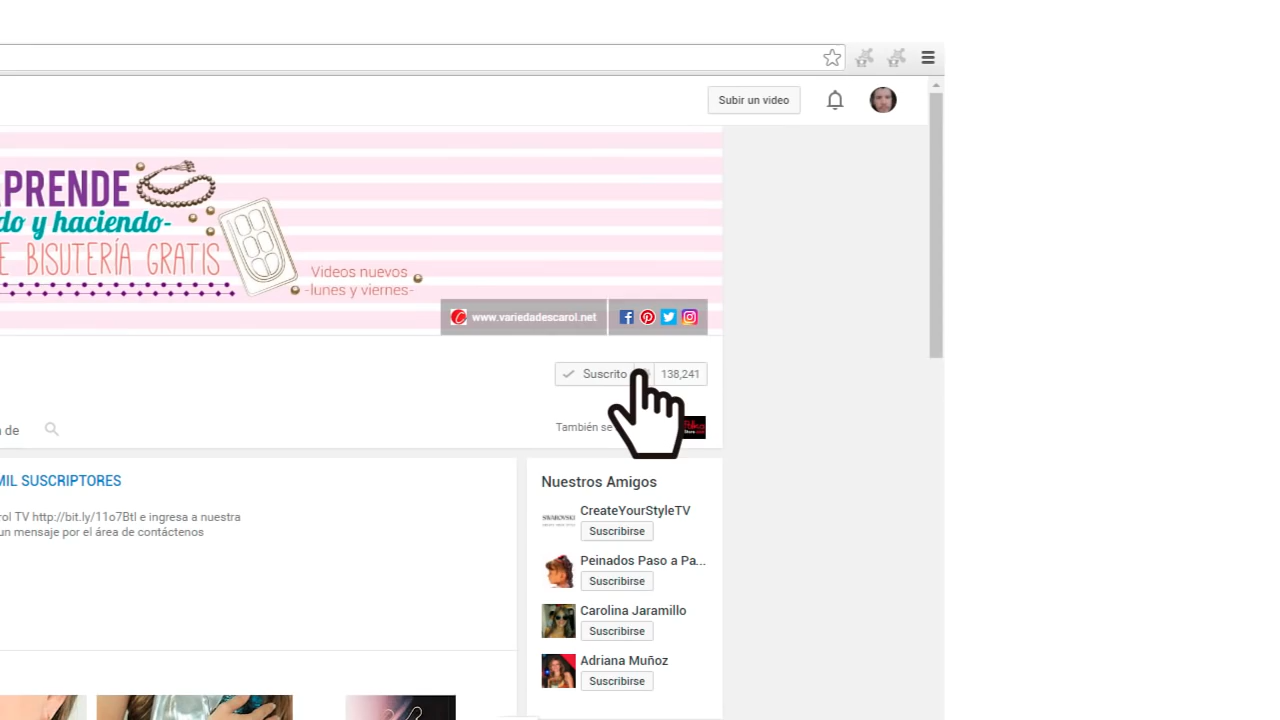 Subir un video
PRENDE
do y haciendo-
E BISUTERÍA GRATIS
Videos nuevos
-lunes y viernes-
www.variedadescarol.net
Suscrito 138,241
de
También se
Nuestros Amigos
MIL SUSCRIPTORES
CreateYourStyleTV
Suscribirse
rol TV http://bit.ly/11o7Btl e ingresa a nuestra
un mensaje por el área de contáctenos
SWAROVSKI
Peinados Paso a Pa...
Suscribirse
Carolina Jaramillo
Suscribirse
Adriana Muñoz
Suscribirse